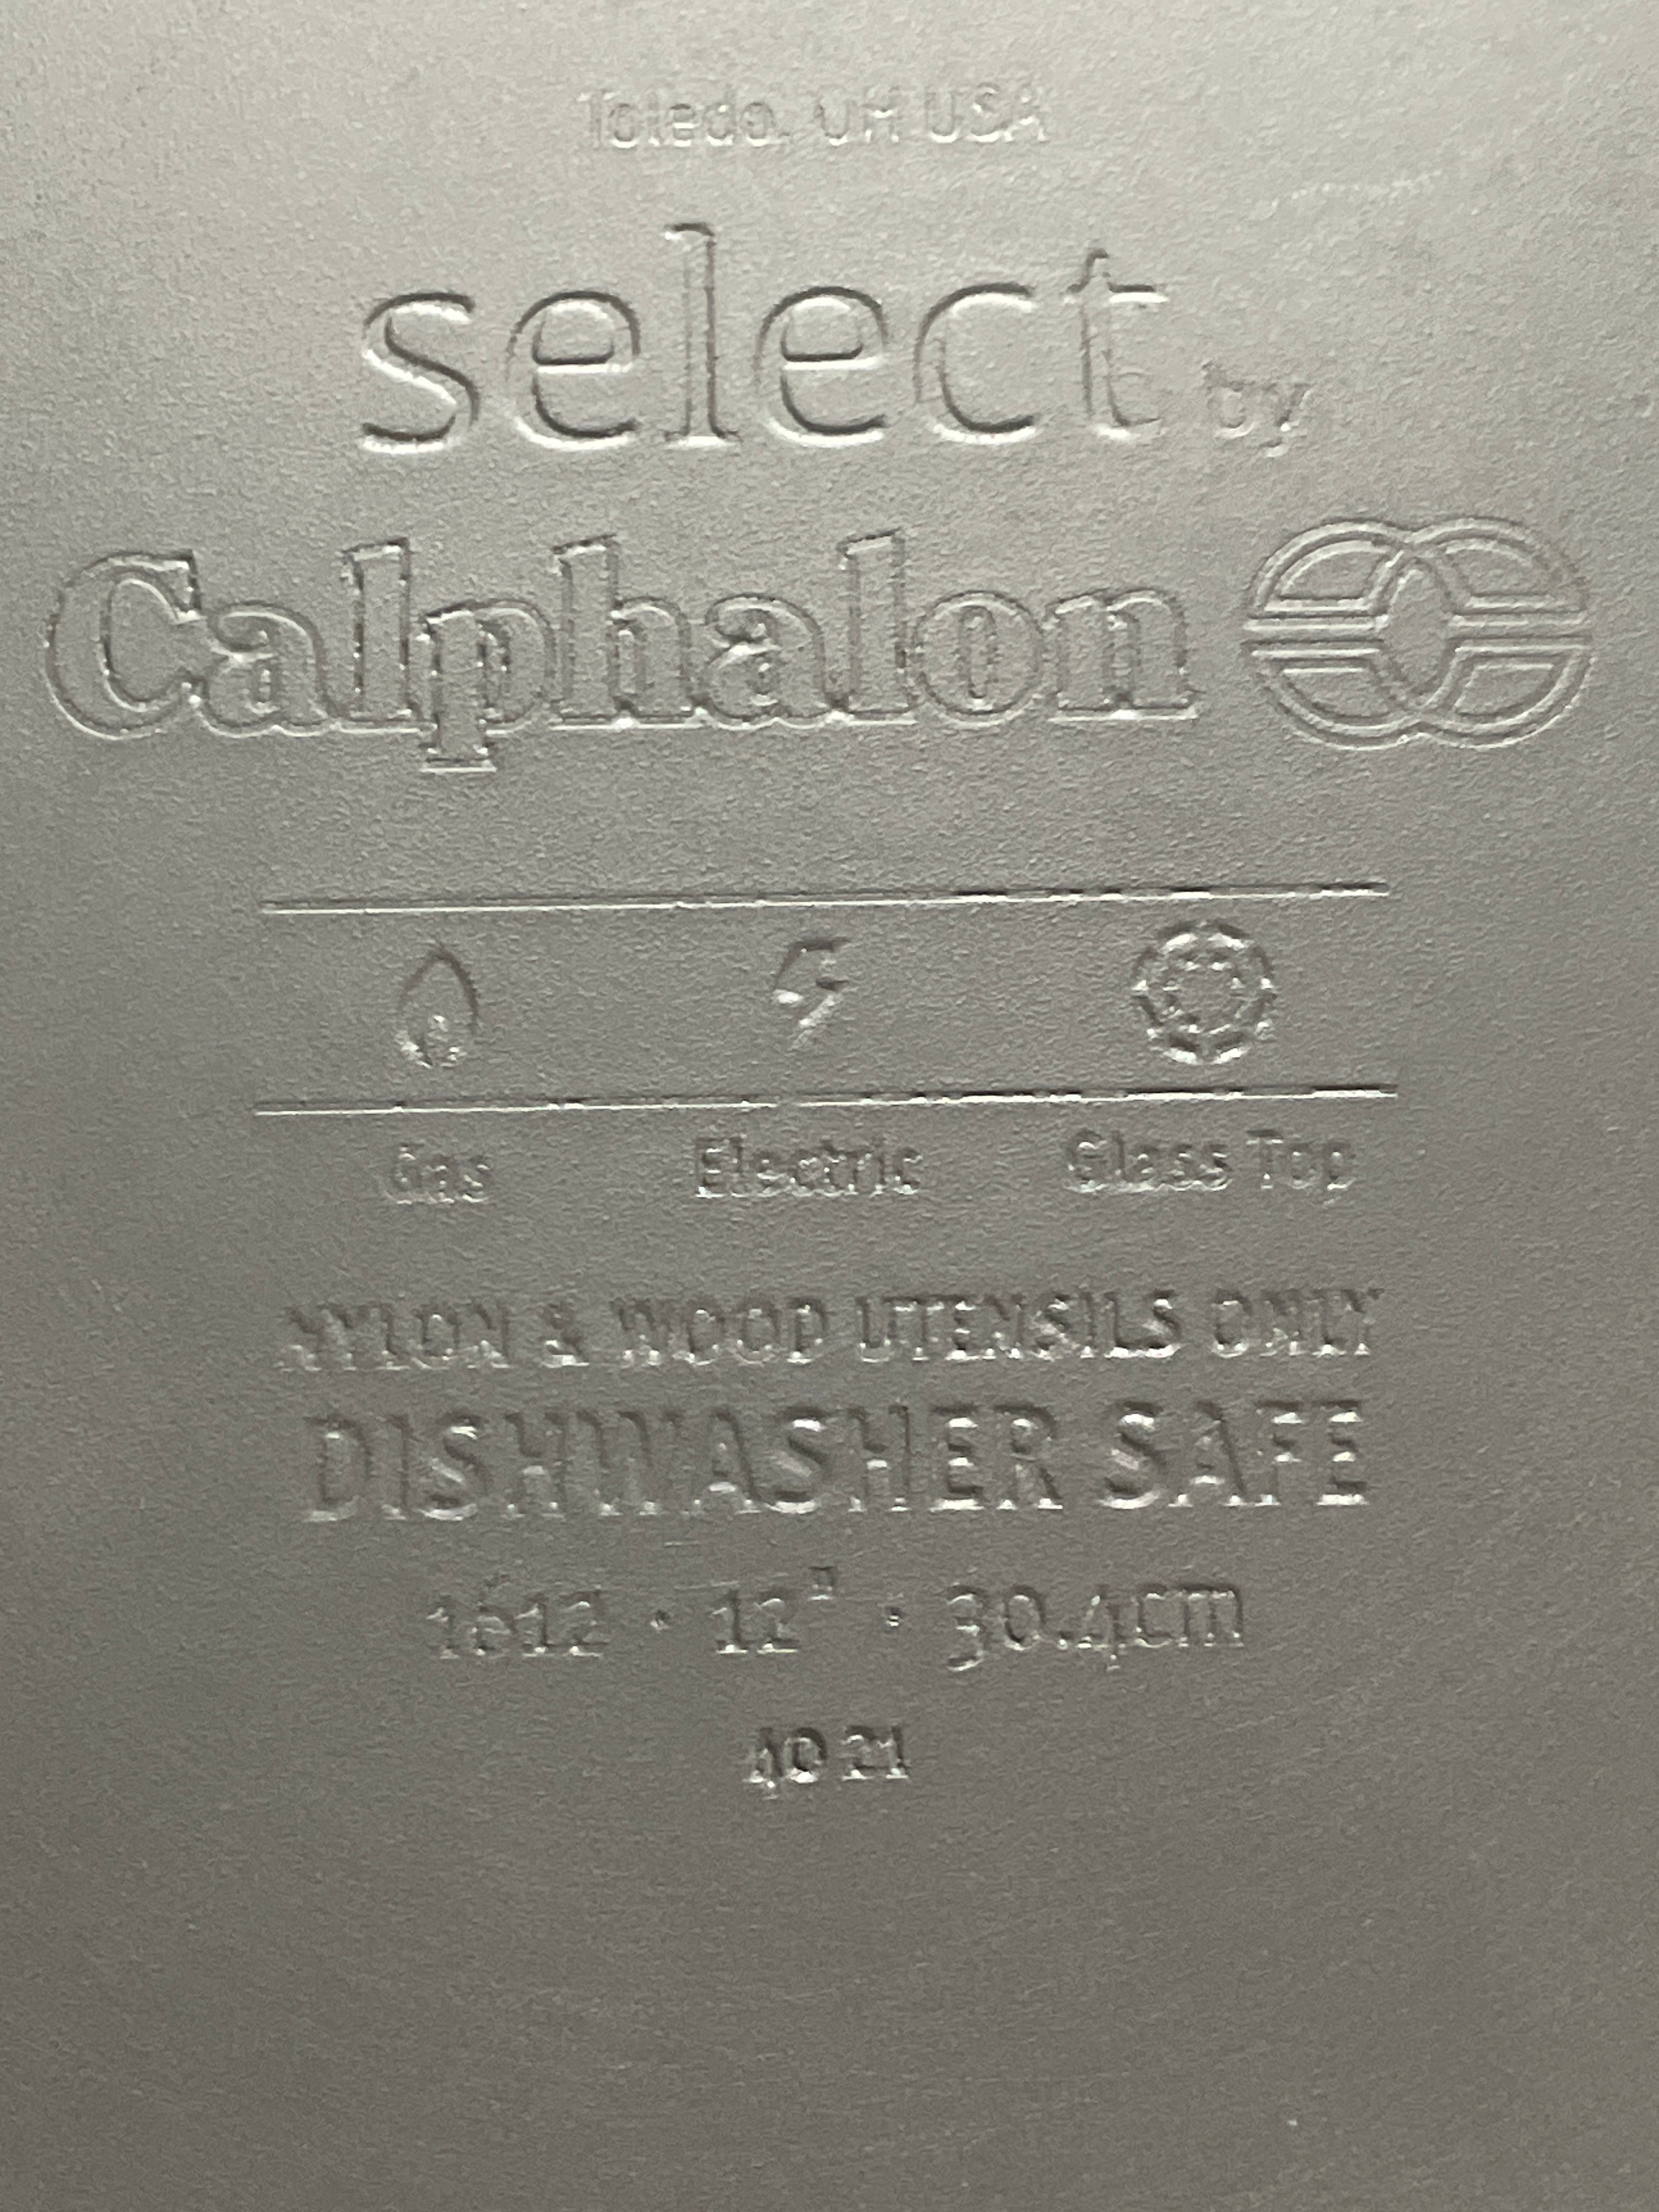 Toledo, OH USA
select by
Calphalon
Gas Electric Glass Top
NYLON & WOOD UTENSILS ONLY
DISHWASHER SAFE
1612 · 12" · 30.4cm
40 21